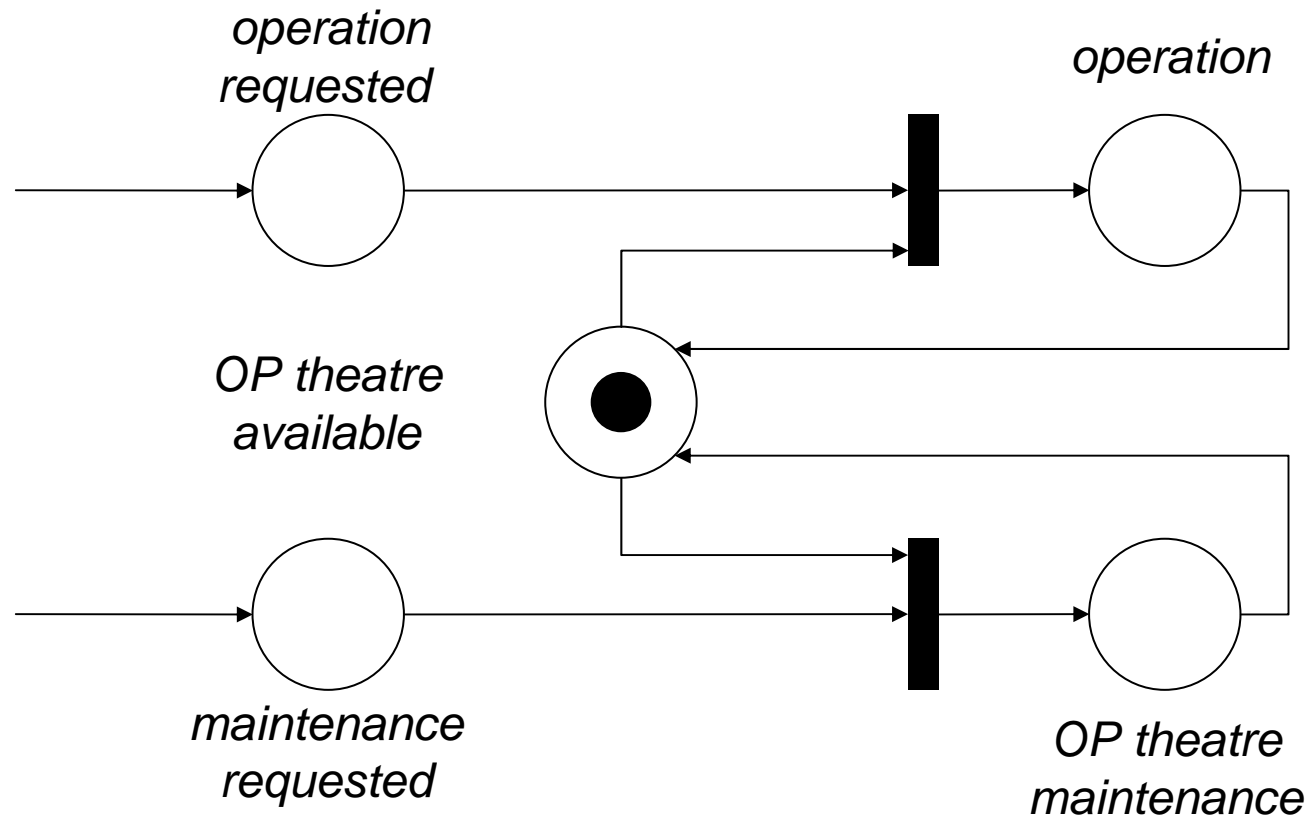 operation
requested
operation
OP theatre
available
maintenance
requested
OP theatre
maintenance